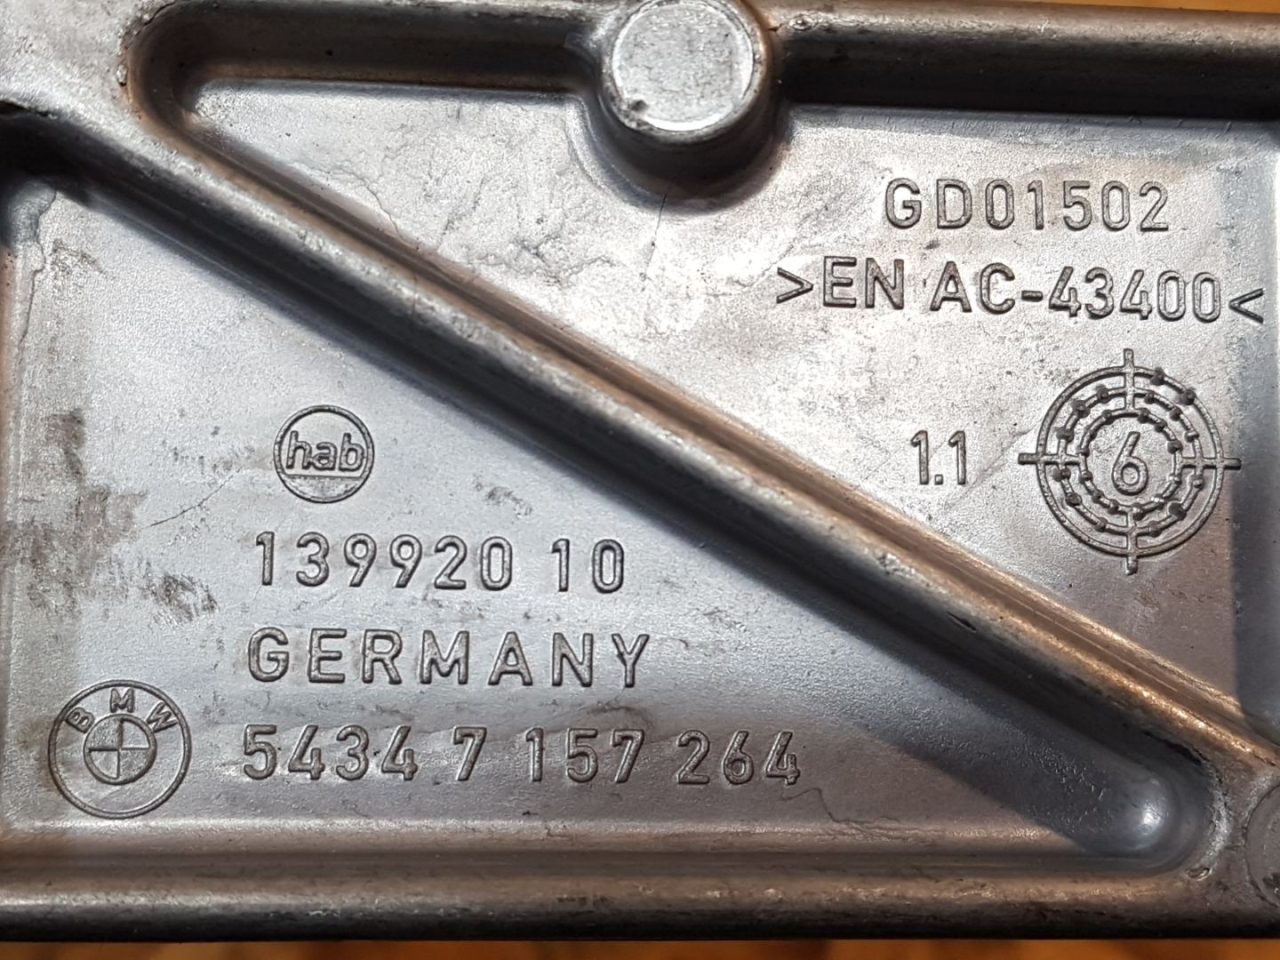 GD01502
>EN AC-43400<
1.1
6
hab
139920 10
GERMANY
BMW
5434 7 157 264